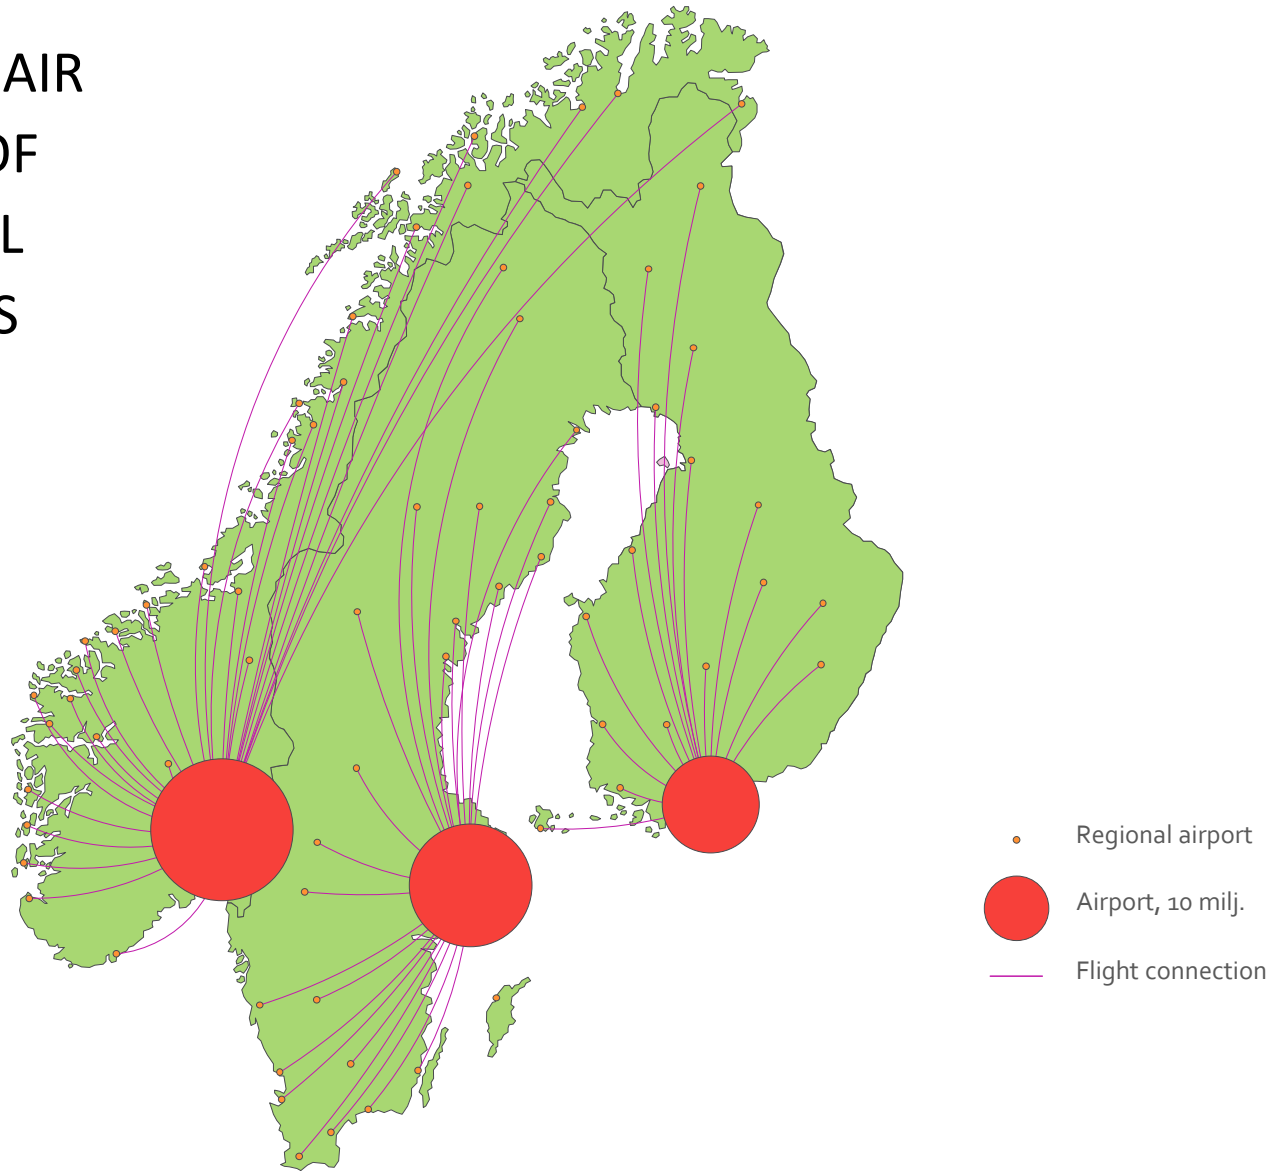 AIR
OF
L
S
Regional airport
Airport, 10 milj.
Flight connection